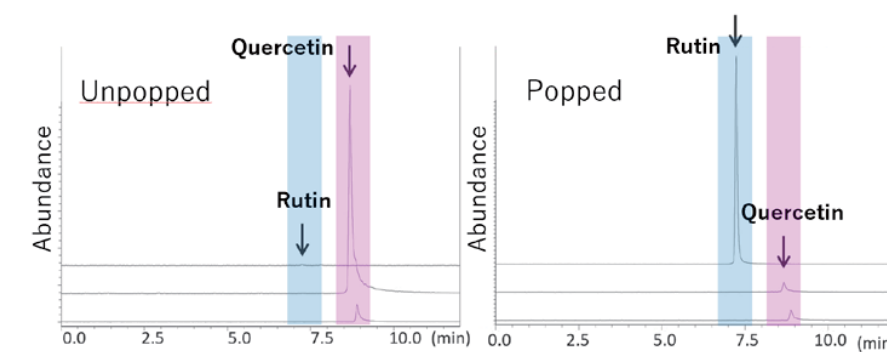 Quercetin
Unpopped
Rutin
Abundance
0.0 2.5 5.0 7.5 10.0 (min)
Rutin
Popped
Quercetin
Abundance
0.0 2.5 5.0 7.5 10.0 (min